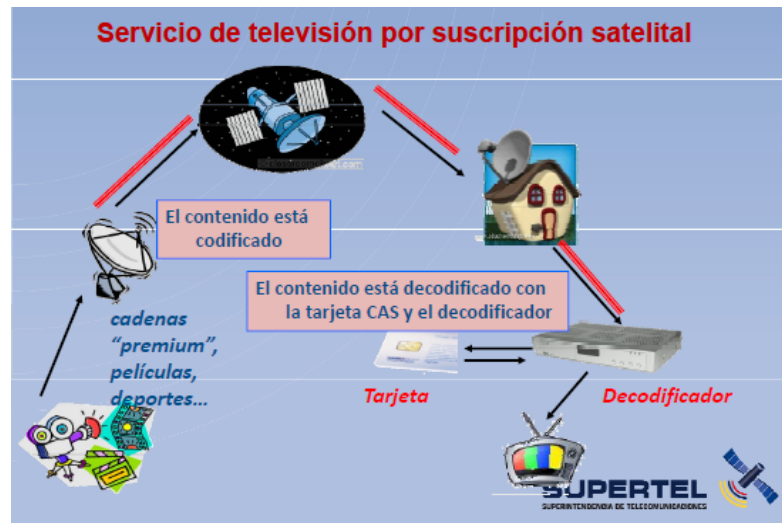 Servicio de televisión por suscripción satelital
El contenido está
codificado
El contenido está decodificado con
la tarjeta CAS y el decodificador
cadenas
“premium”,
películas,
deportes...
Tarjeta
Decodificador
SUPERTEL
SUPERINTENDENCIA DE TELECOMUNICACIONES